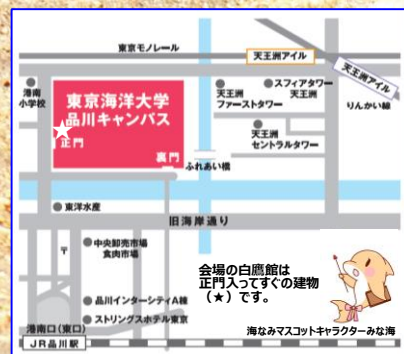 東京モノレール
天王洲アイル
天王洲アイル
港南
小学校
東京海洋大学
品川キャンパス
正門
裏門
天王洲
ファーストタワー
スフィアタワー
天王洲
りんかい線
天王洲
セントラルタワー
ふれあい橋
東洋水産
旧海岸通り
〒
中央卸売市場
食肉市場
会場の白鷹館は
正門入ってすぐの建物
（★）です。
品川インターシティA棟
ストリングスホテル東京
港南口(東口)
JR品川駅
海なみマスコットキャラクターみな海